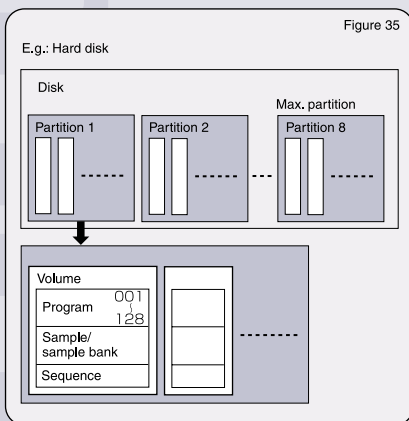 Figure 35
E.g.: Hard disk
Disk
Max. partition
Partition 1
Partition 2
Partition 8
Volume
Program 001
~
128
Sample/
sample bank
Sequence